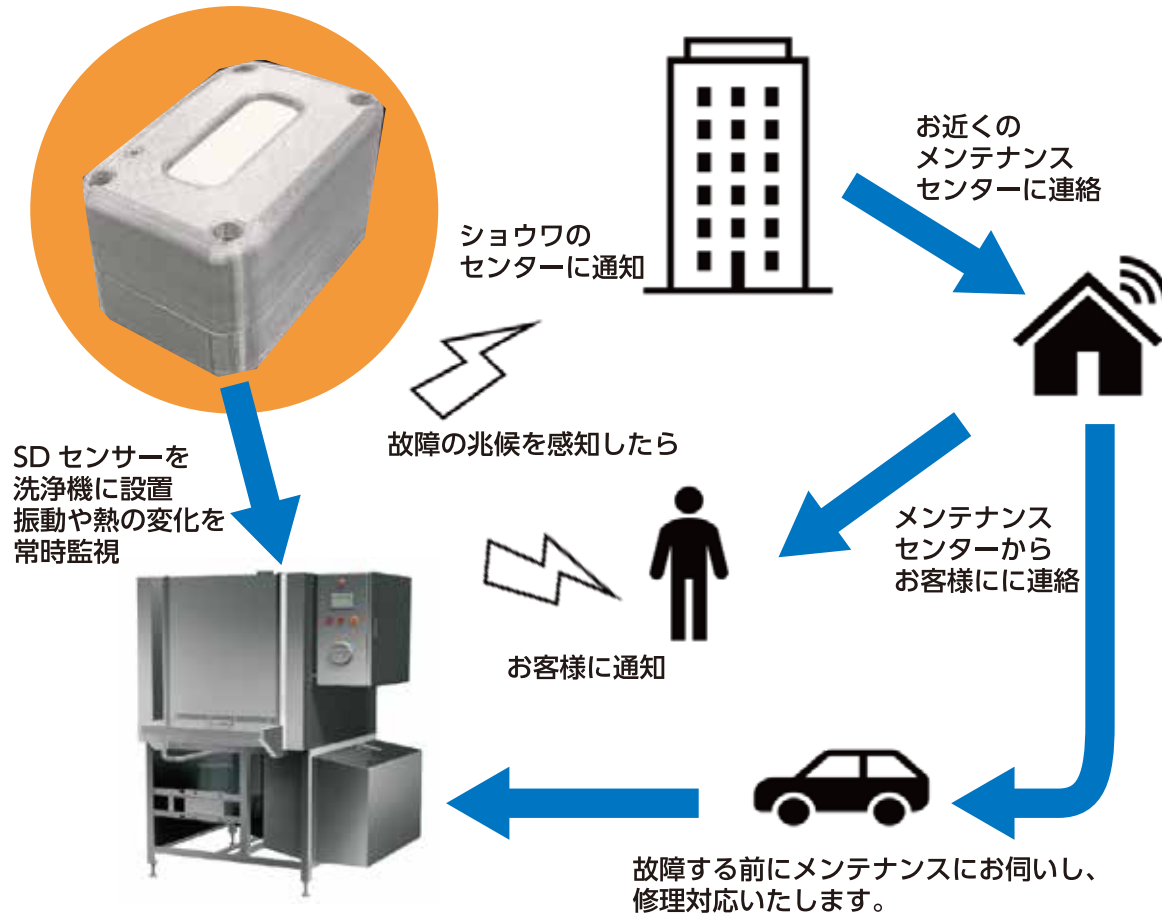 お近くの
メンテナンス
センターに連絡
ショウワの
センターに通知
故障の兆候を感知したら
SD センサーを
洗浄機に設置
振動や熱の変化を
常時監視
メンテナンス
センターから
お客様にに連絡
お客様に通知
故障する前にメンテナンスにお伺いし、
修理対応いたします。